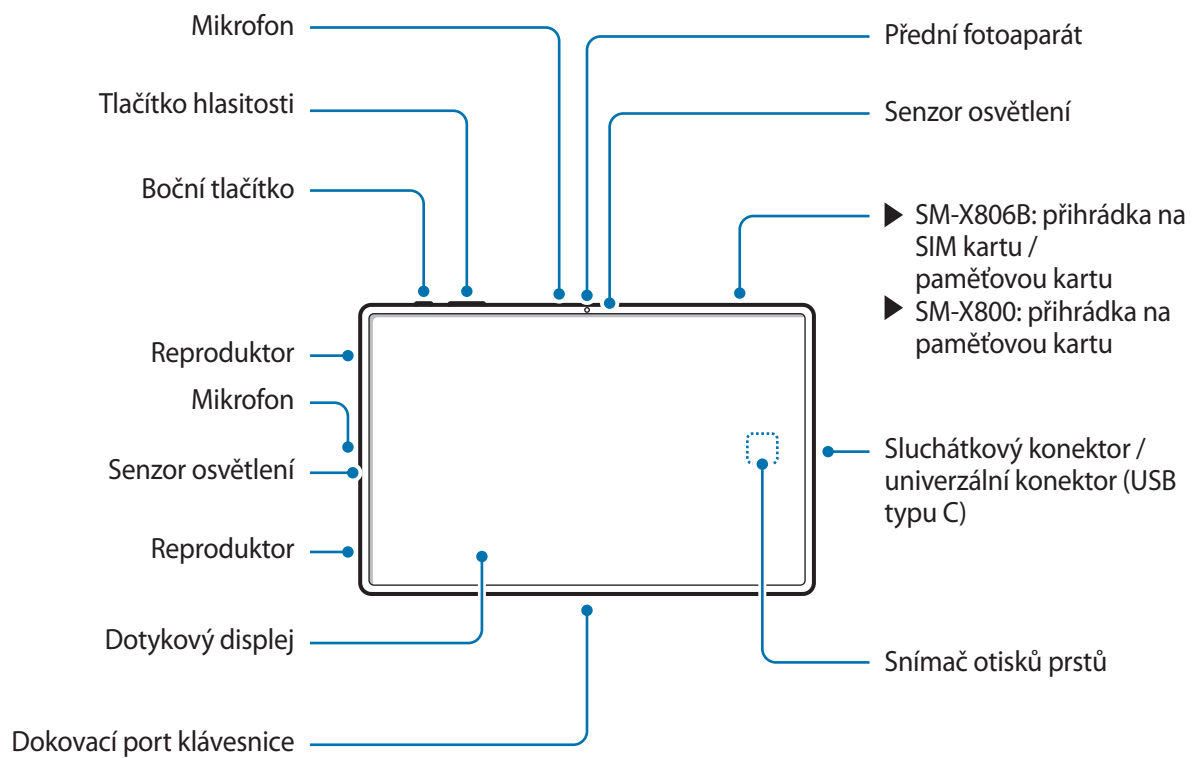 Mikrofon
Tlačítko hlasitosti
Boční tlačítko
Reproduktor
Mikrofon
Senzor osvětlení
Reproduktor
Dotykový displej
Dokovací port klávesnice
Přední fotoaparát
Senzor osvětlení
▶ SM-X806B: přihrádka na
SIM kartu /
paměťovou kartu
▶ SM-X800: přihrádka na
paměťovou kartu
Sluchátkový konektor /
univerzální konektor (USB
typu C)
Snímač otisků prstů